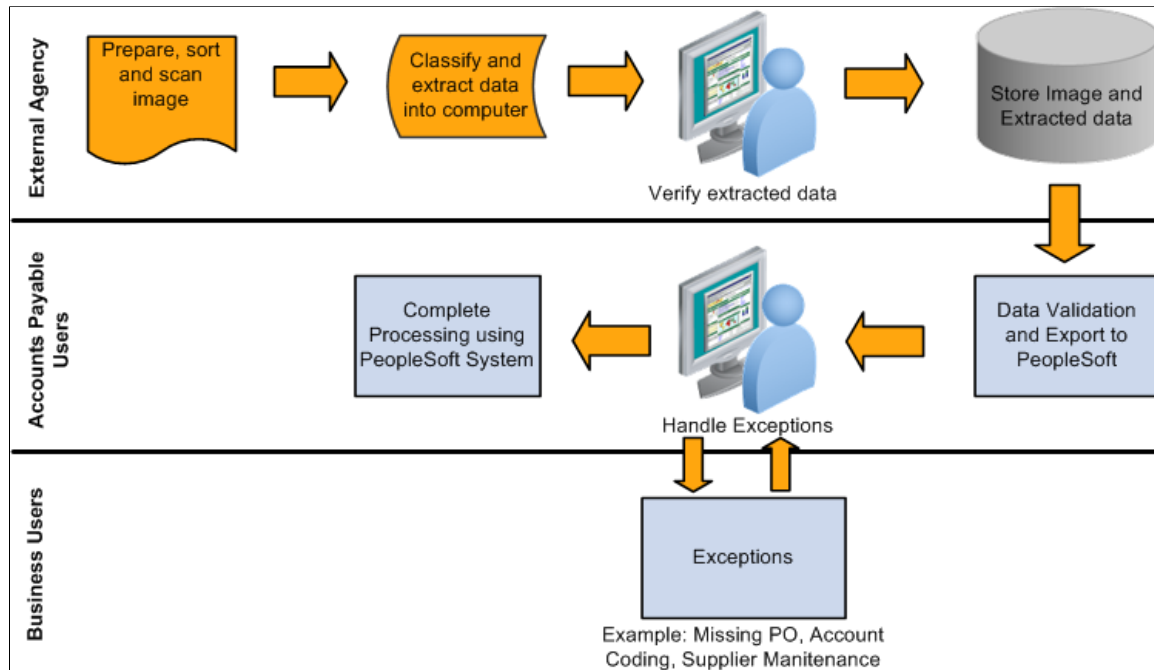 External Agency
Prepare, sort
and scan
image
Classify and
extract data
into computer
Verify extracted data
Store Image and
Extracted data
Accounts Payable
Users
Complete
Processing using
PeopleSoft System
Handle Exceptions
Data Validation
and Export to
PeopleSoft
Business Users
Exceptions
Example: Missing PO, Account
Coding, Supplier Manitenance